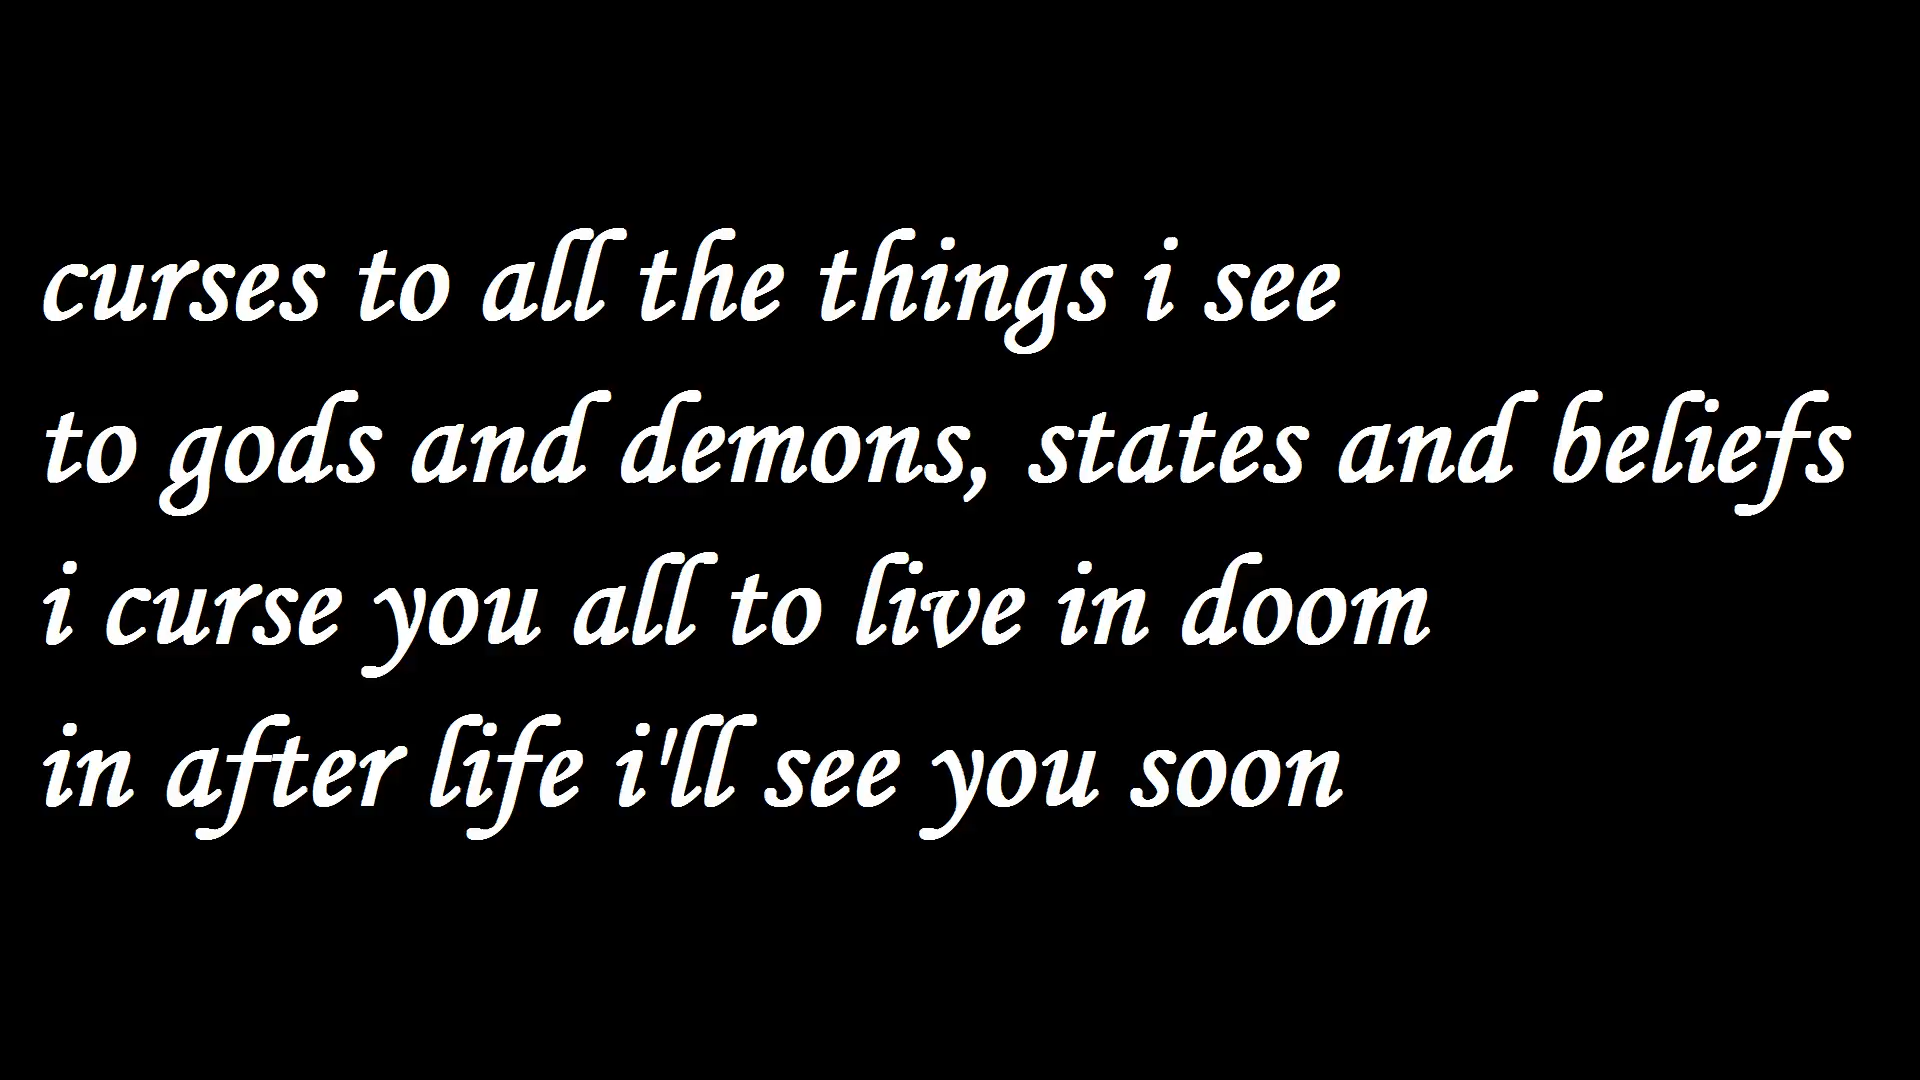 curses to all the things i see
to gods and demons, states and beliefs
i curse you all to live in doom
in after life i'll see you soon